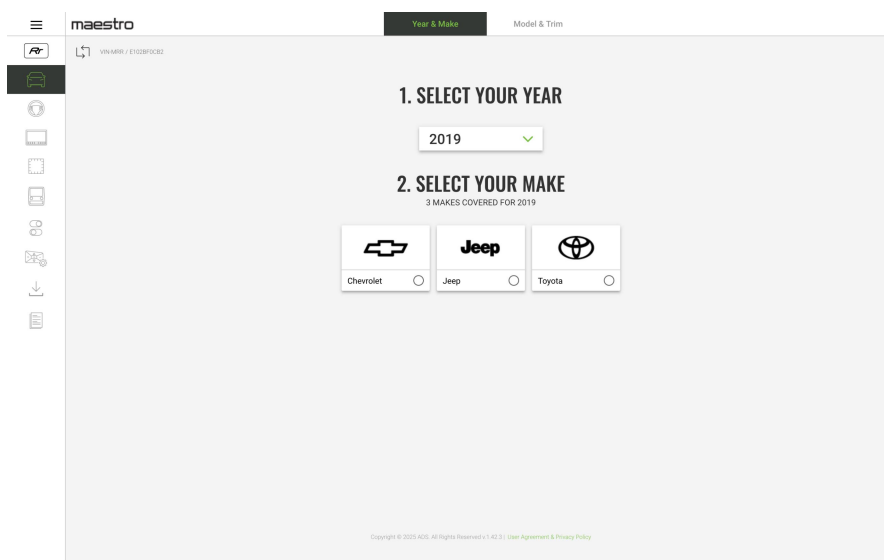 maestro
Year & Make
Model & Trim
Rr
VIN-MRR / E102BF0CB2
1. SELECT YOUR YEAR
2019
2. SELECT YOUR MAKE
3 MAKES COVERED FOR 2019
Jeep
Chevrolet
Jeep
Toyota
Copyright © 2025 ADS. All Rights Reserved v.1.42.3 | User Agreement & Privacy Policy